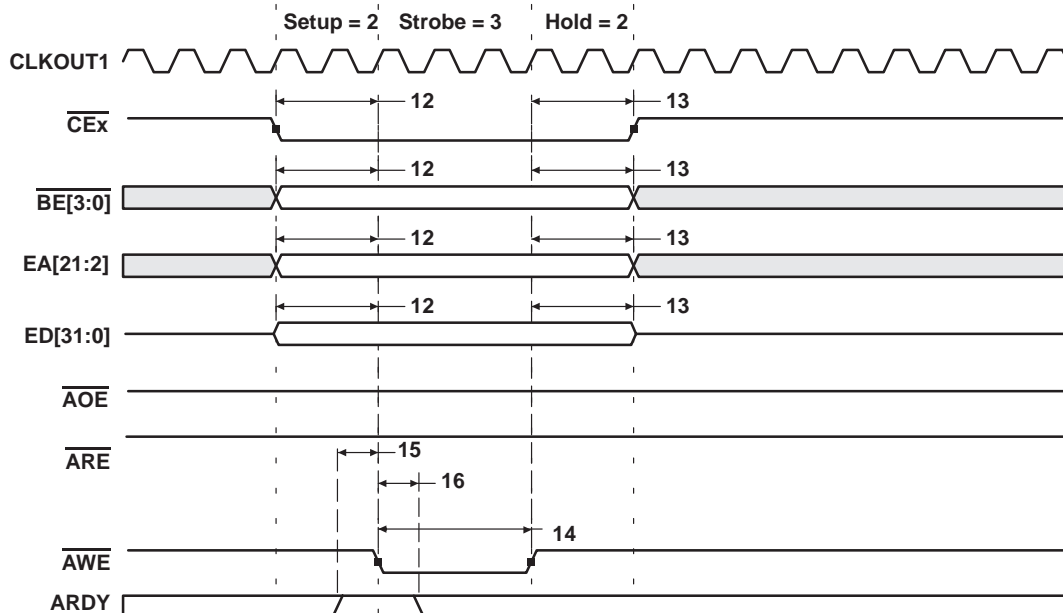 Setup = 2 Strobe = 3 Hold = 2
CLKOUT1
12 13
CEx
12 13
BE[3:0]
12 13
EA[21:2]
12 13
ED[31:0]
AOE
15
ARE
16
14
AWE
ARDY